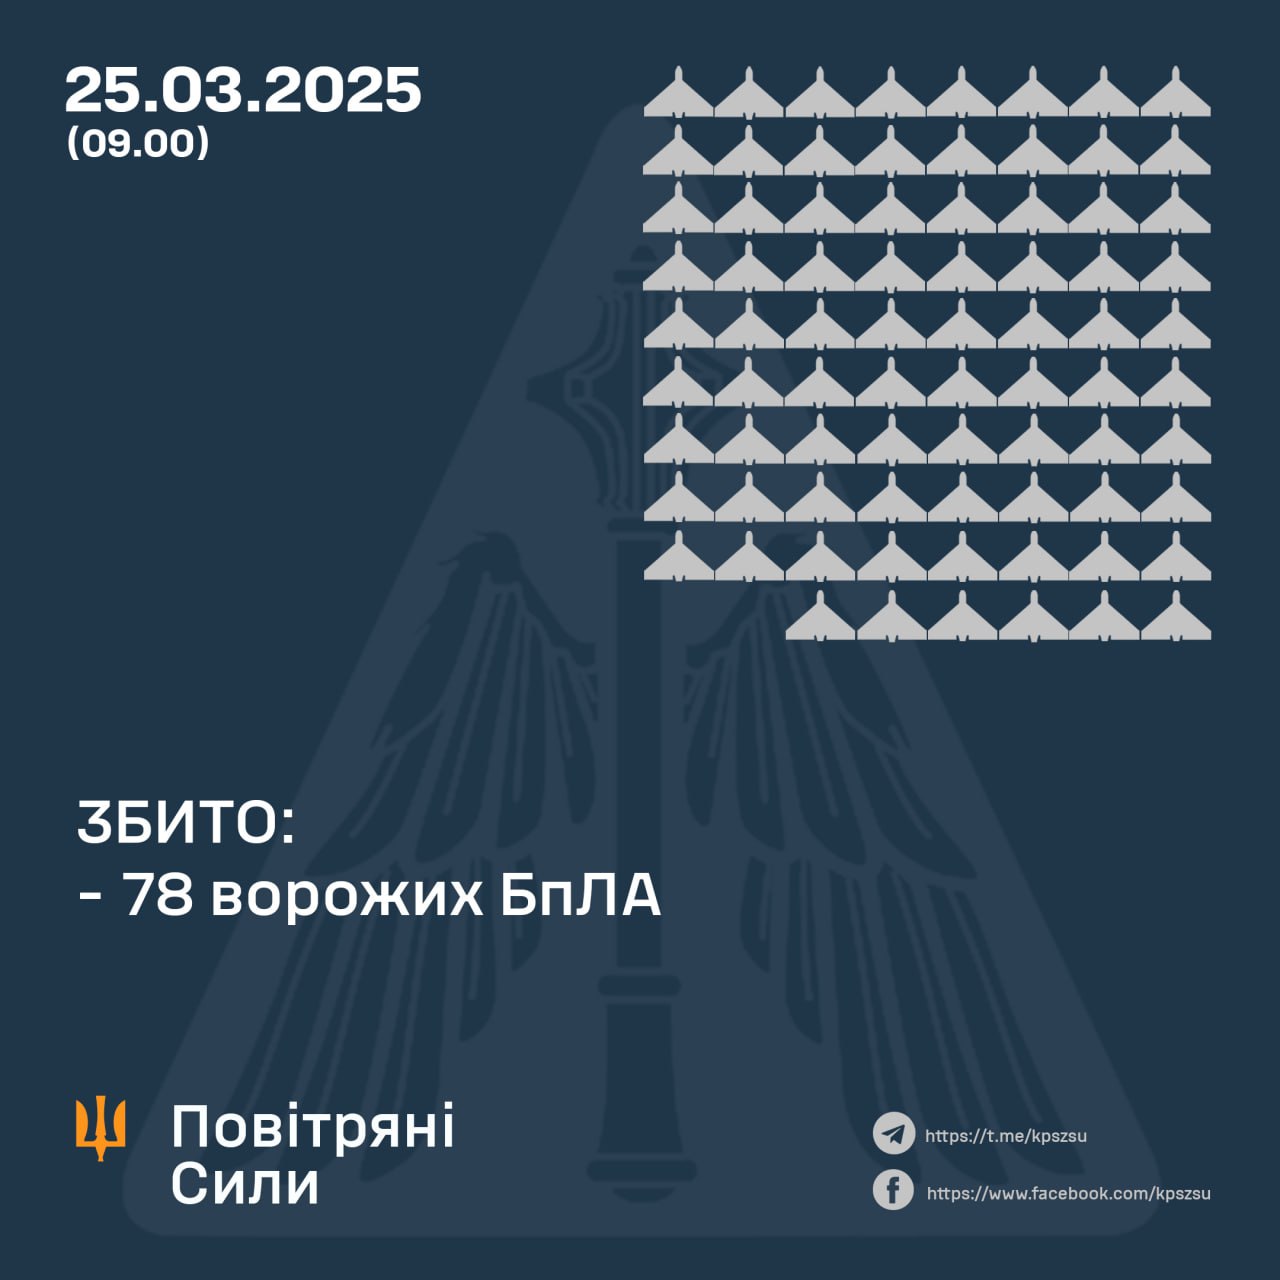 25.03.2025
(09.00)
ЗБИТО:
- 78 ворожих БпЛА
Повітряні
Сили
https://t.me/kpszsu
https://www.facebook.com/kpszsu